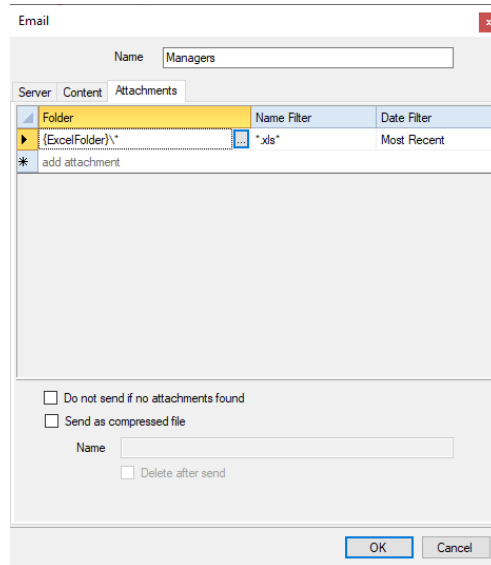 Email
x
Name Managers
Server Content Attachments
Folder Name Filter Date Filter
{ExcelFolder}\* ... *.xls* Most Recent
* add attachment
Do not send if no attachments found
Send as compressed file
Name
Delete after send
OK Cancel